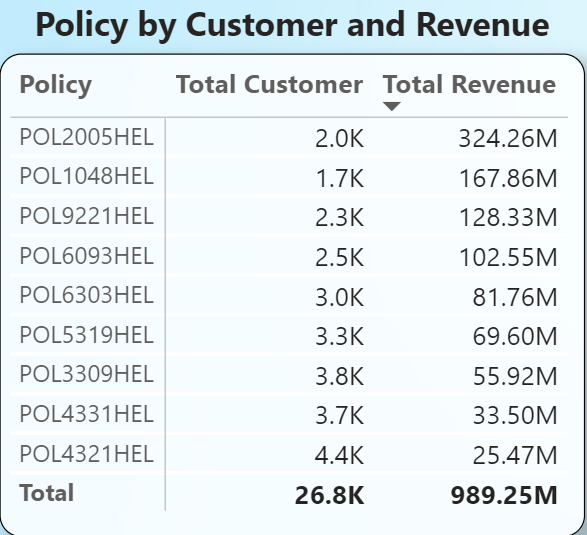 Policy by Customer and Revenue
Policy Total Customer Total Revenue
POL2005HEL 2.0K 324.26M
POL1048HEL 1.7K 167.86M
POL9221HEL 2.3K 128.33M
POL6093HEL 2.5K 102.55M
POL6303HEL 3.0K 81.76M
POL5319HEL 3.3K 69.60M
POL3309HEL 3.8K 55.92M
POL4331HEL 3.7K 33.50M
POL4321HEL 4.4K 25.47M
Total 26.8K 989.25M